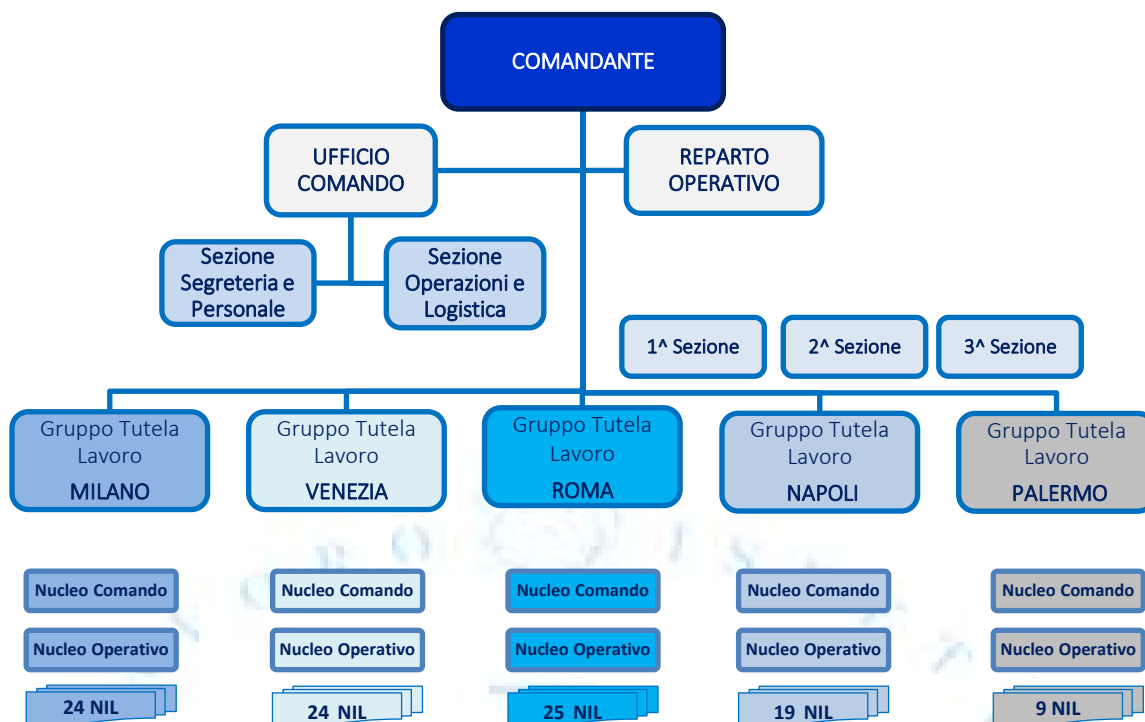 COMANDANTE
UFFICIO
COMANDO
REPARTO
OPERATIVO
Sezione
Segreteria e
Personale
Sezione
Operazioni e
Logistica
1^ Sezione
2^ Sezione
3^ Sezione
Gruppo Tutela
Lavoro
MILANO
Gruppo Tutela
Lavoro
VENEZIA
Gruppo Tutela
Lavoro
ROMA
Gruppo Tutela
Lavoro
NAPOLI
Gruppo Tutela
Lavoro
PALERMO
Nucleo Comando
Nucleo Comando
Nucleo Comando
Nucleo Comando
Nucleo Comando
Nucleo Operativo
Nucleo Operativo
Nucleo Operativo
Nucleo Operativo
Nucleo Operativo
24 NIL
24 NIL
25 NIL
19 NIL
9 NIL